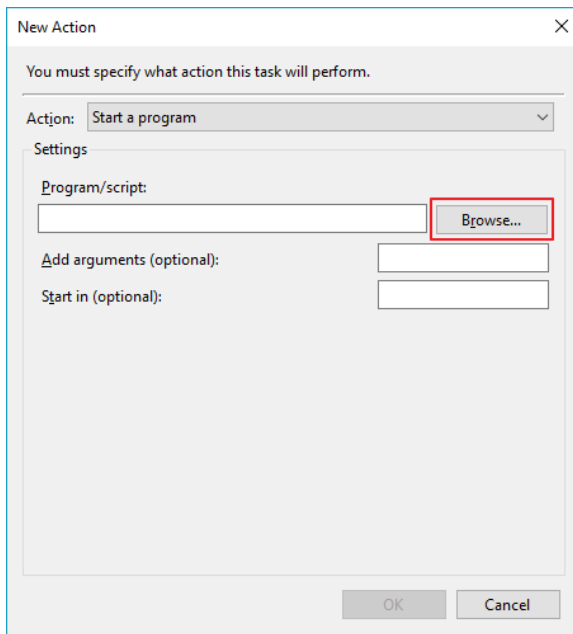 New Action
You must specify what action this task will perform.
Action: Start a program
Settings
Program/script:
Browse...
Add arguments (optional):
Start in (optional):
OK Cancel